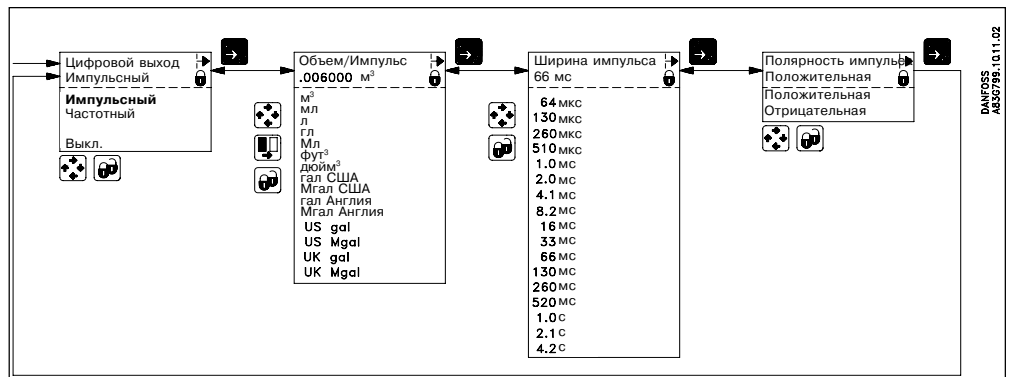 Цифровой выход
Импульсный
Импульсный
Частотный
Выкл.
Объем/Импульс
.006000 м³
м³
мл
л
гл
Мл
фут³
дюйм³
гал США
Мгал США
гал Англия
Мгал Англия
US gal
US Mgal
UK gal
UK Mgal
Ширина импульса
66 мс
64 мкс
130 мкс
260 мкс
510 мкс
1.0 мс
2.0 мс
4.1 мс
8.2 мс
16 мс
33 мс
66 мс
130 мс
260 мс
520 мс
1.0 с
2.1 с
4.2 с
Полярность импульса
Положительная
Положительная
Отрицательная
DANFOSS
A83G799.10.11.02